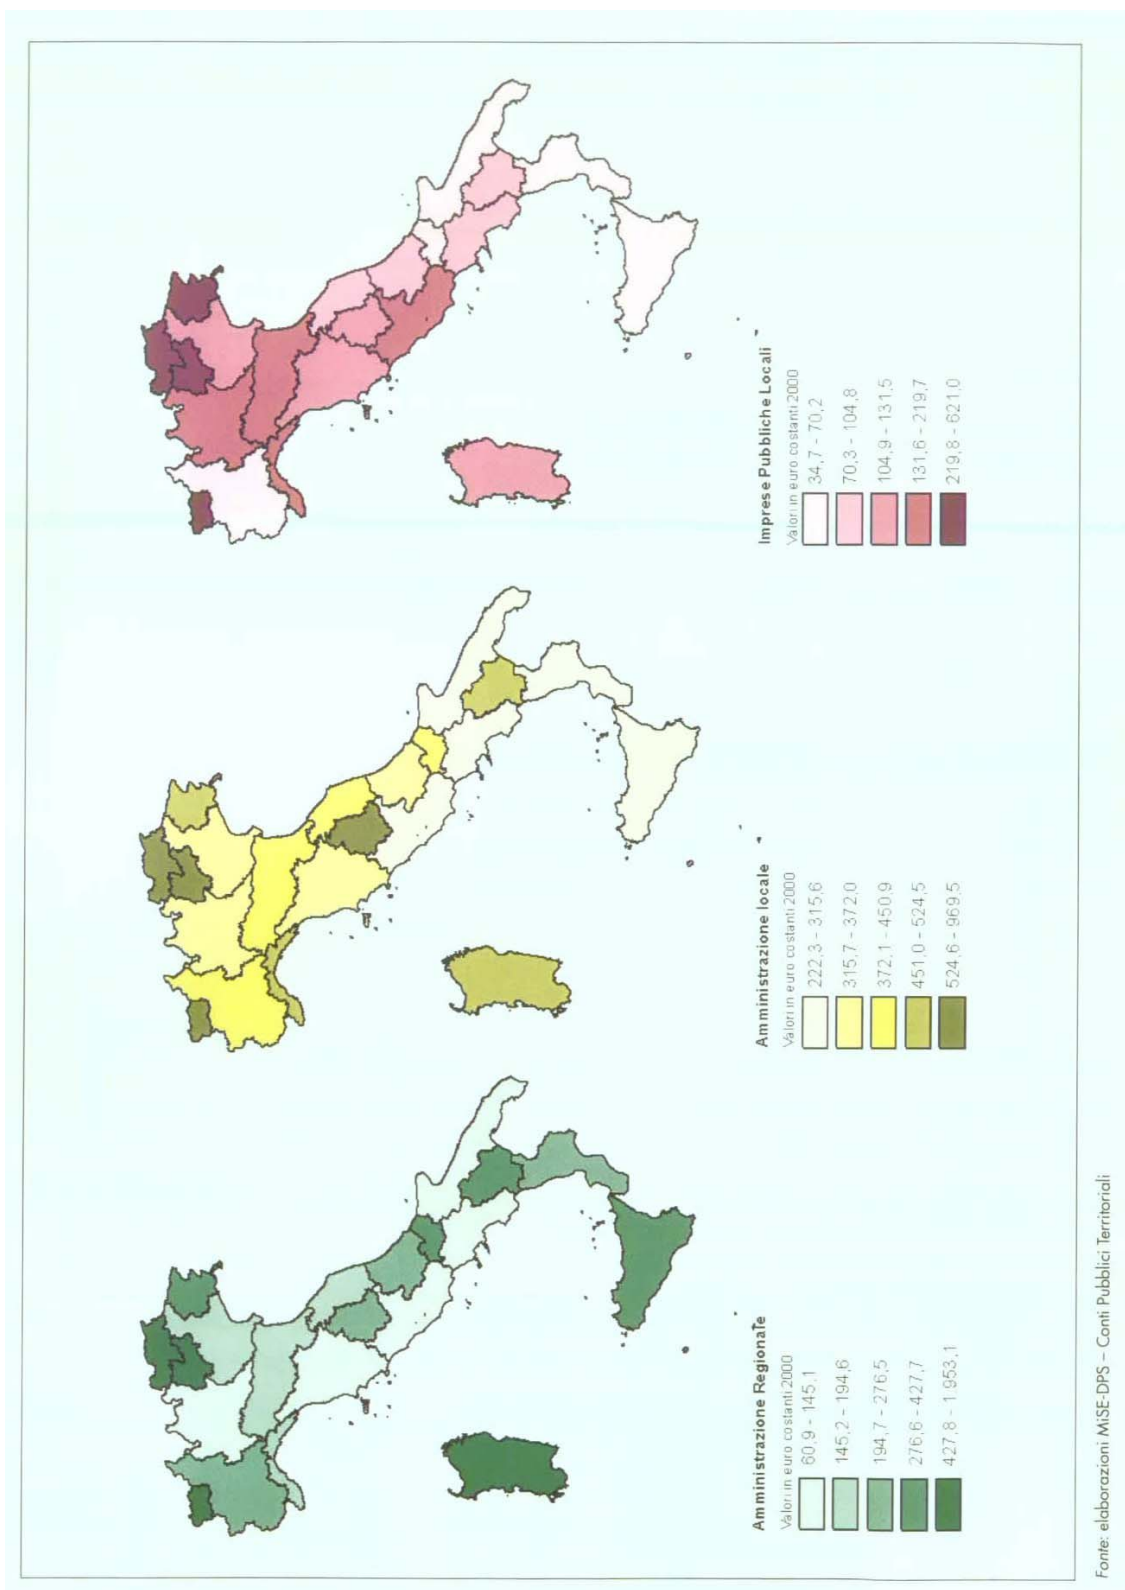 Amministrazione Regionale
Valori in euro costanti 2000
60,9 - 145,1
145,2 - 194,6
194,7 - 276,5
276,6 - 427,7
427,8 - 1.953,1
Amministrazione locale
Valori in euro costanti 2000
222,3 - 315,6
315,7 - 372,0
372,1 - 450,9
451,0 - 524,5
524,6 - 969,5
Imprese Pubbliche Locali
Valori in euro costanti 2000
34,7 - 70,2
70,3 - 104,8
104,9 - 131,5
131,6 - 219,7
219,8 - 621,0
Fonte: elaborazioni MiSE-DPS – Conti Pubblici Territoriali